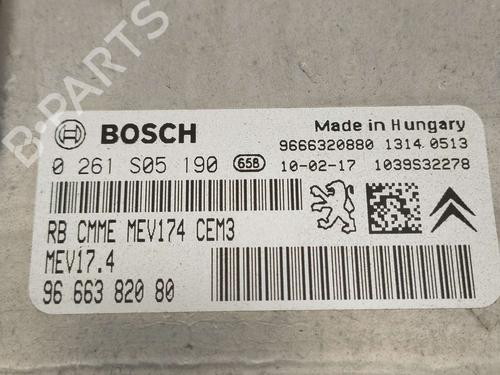 B-PARTS
BOSCH
Made in Hungary
9666320880 1314.0513
0 261 S05 190 658 10-02-17 1039S32278
RB CMME MEV174 CEM3
MEV17.4
96 663 820 80